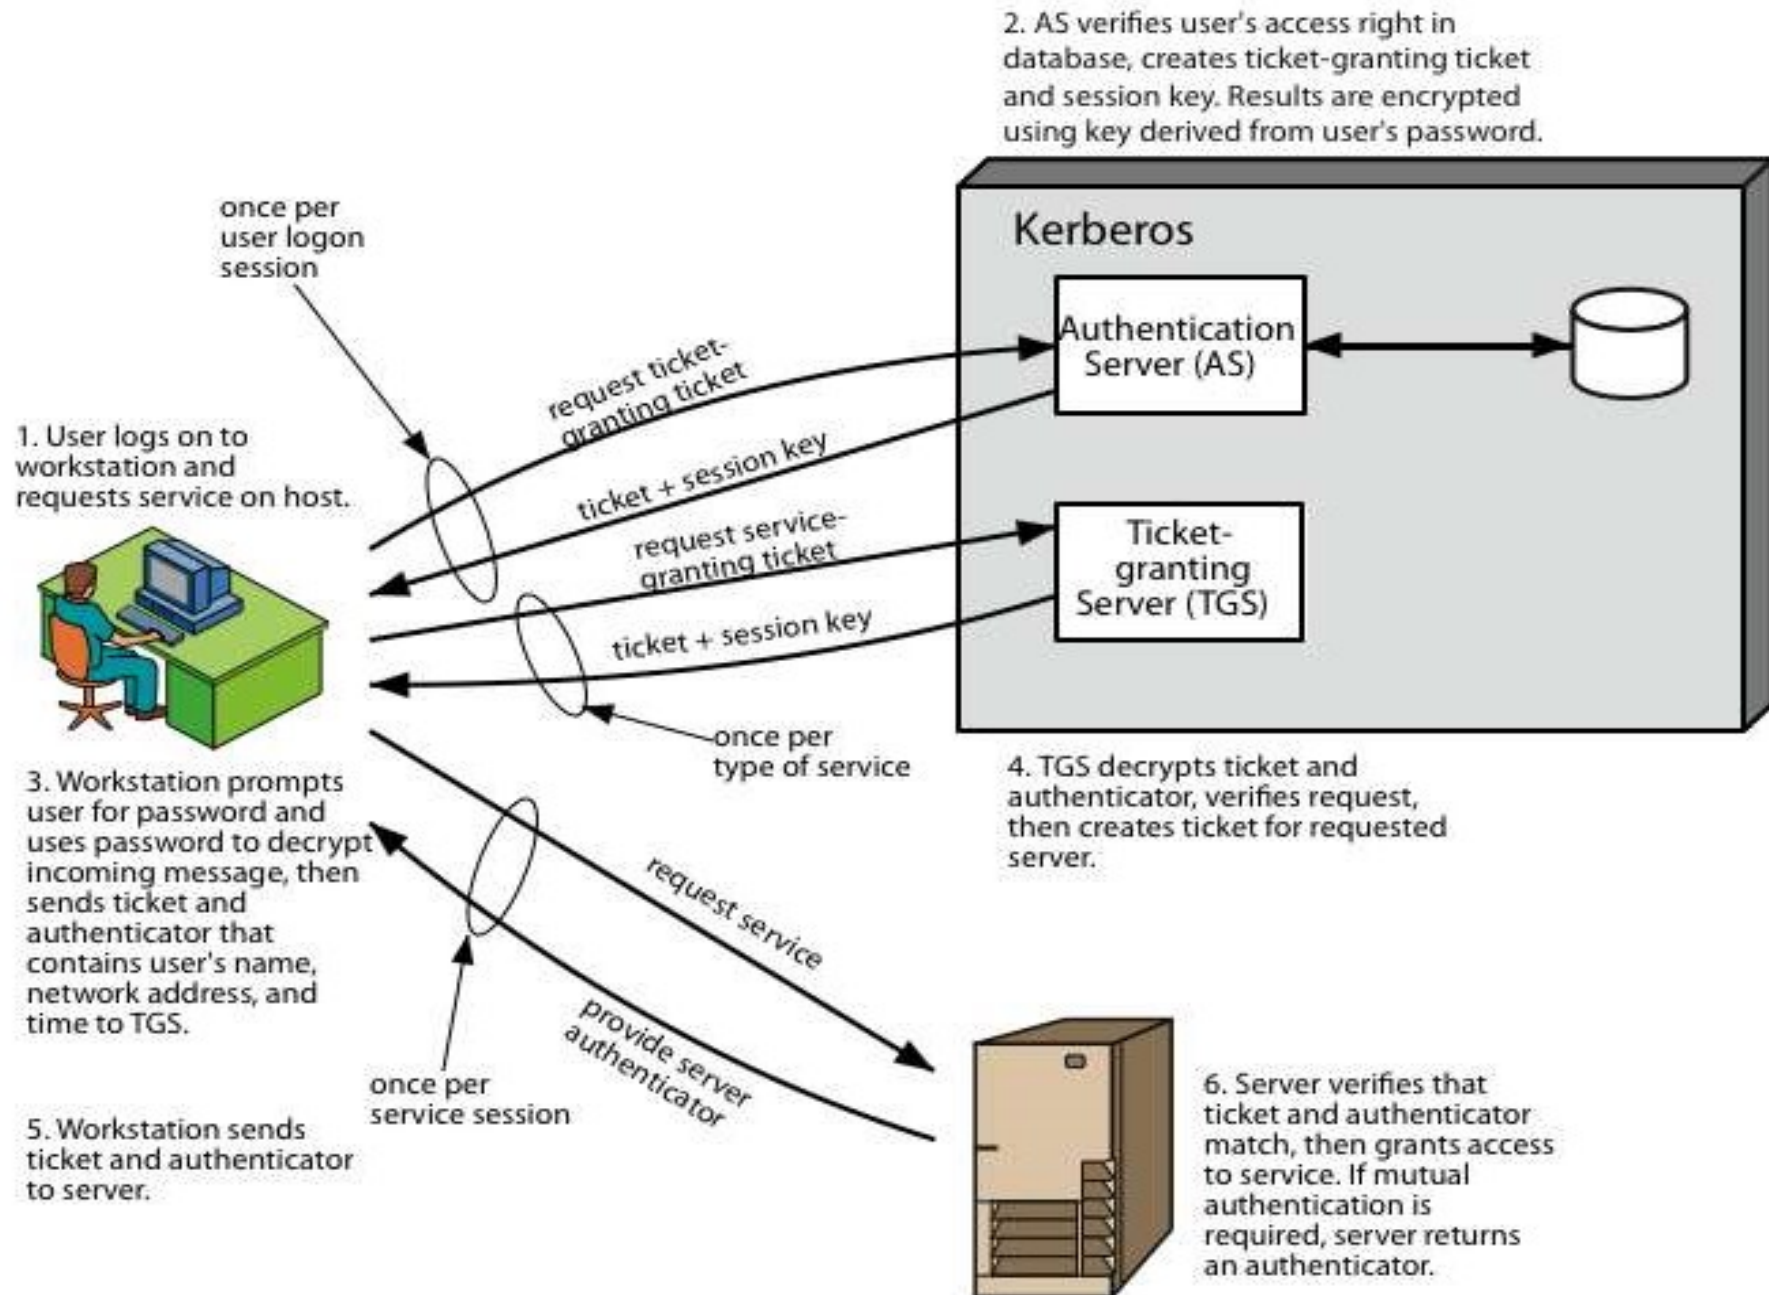 2. AS verifies user's access right in
database, creates ticket-granting ticket
and session key. Results are encrypted
using key derived from user's password.
once per
user logon
session
Kerberos
Authentication
Server (AS)
request ticket-
granting ticket
1. User logs on to
workstation and
requests service on host.
ticket + session key
request service-
granting ticket
Ticket-
granting
Server (TGS)
ticket + session key
once per
type of service
3. Workstation prompts
user for password and
uses password to decrypt
incoming message, then
sends ticket and
authenticator that
contains user's name,
network address, and
time to TGS.
4. TGS decrypts ticket and
authenticator, verifies request,
then creates ticket for requested
server.
request service
provide server
authenticator
once per
service session
5. Workstation sends
ticket and authenticator
to server.
6. Server verifies that
ticket and authenticator
match, then grants access
to service. If mutual
authentication is
required, server returns
an authenticator.